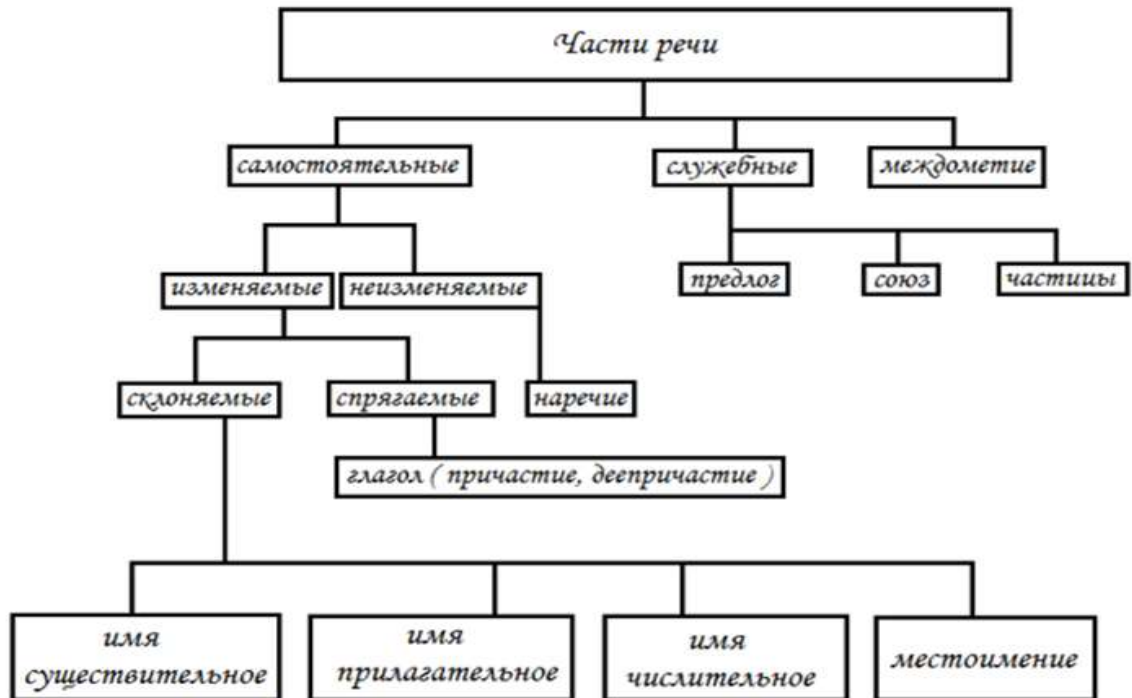 Части речи
самостоятельные
служебные
междометие
изменяемые
неизменяемые
предлог
союз
частицы
склоняемые
спрягаемые
наречие
глагол ( причастие, деепричастие )
имя
существительное
имя
прилагательное
имя
числительное
местоимение